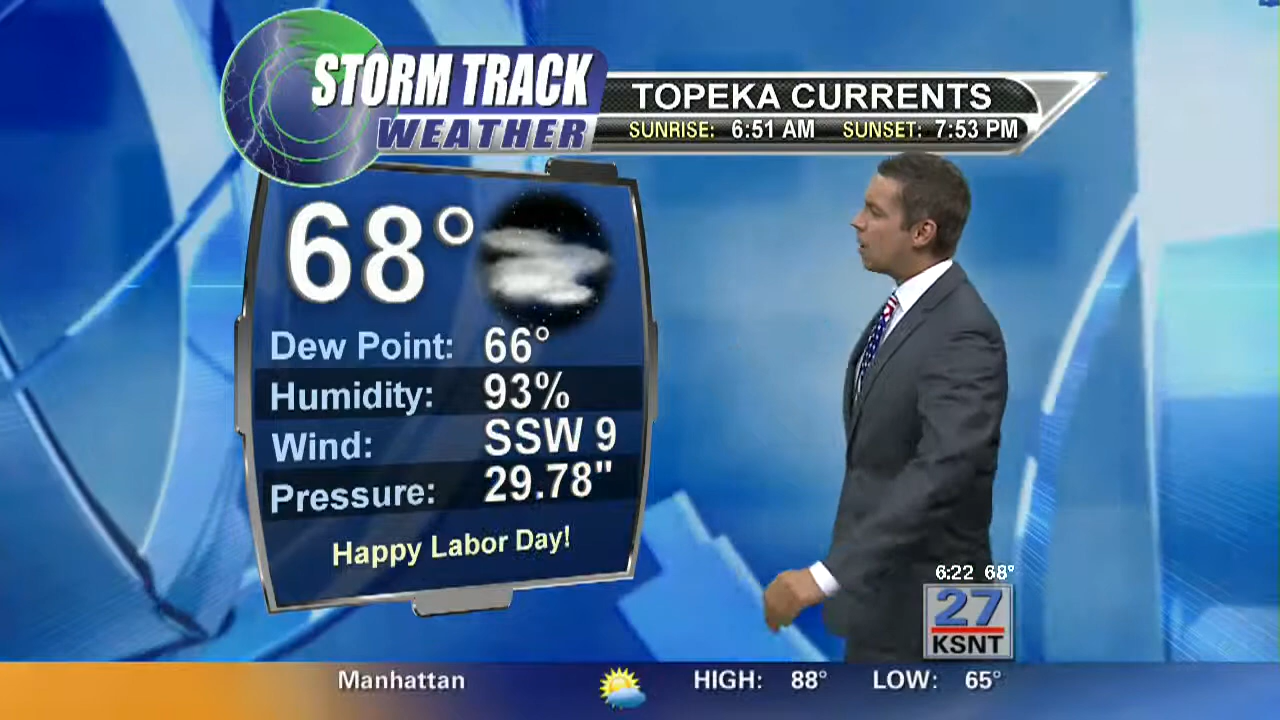 STORM TRACK
WEATHER
TOPEKA CURRENTS
SUNRISE: 6:51 AM SUNSET: 7:53 PM
68°
Dew Point: 66°
Humidity: 93%
Wind: SSW 9
Pressure: 29.78"
Happy Labor Day!
6:22 68°
27
KSNT
Manhattan HIGH: 88° LOW: 65°